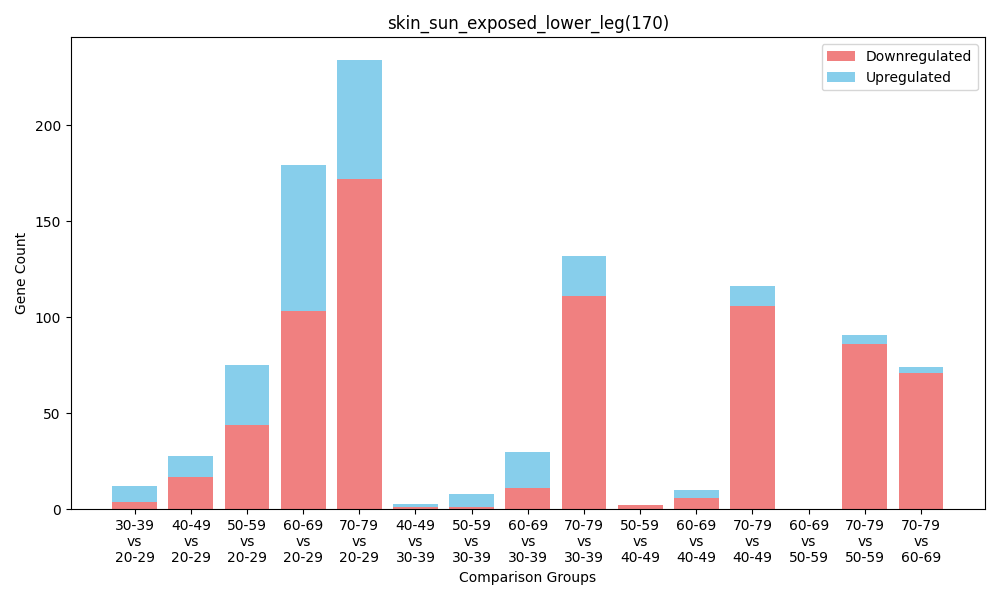 skin_sun_exposed_lower_leg(170)
Downregulated
Upregulated
Gene Count
200
150
100
50
0
30-39
vs
20-29
40-49
vs
20-29
50-59
vs
20-29
60-69
vs
20-29
70-79
vs
20-29
40-49
vs
30-39
50-59
vs
30-39
60-69
vs
30-39
70-79
vs
30-39
50-59
vs
40-49
60-69
vs
40-49
70-79
vs
40-49
60-69
vs
50-59
70-79
vs
50-59
70-79
vs
60-69
Comparison Groups